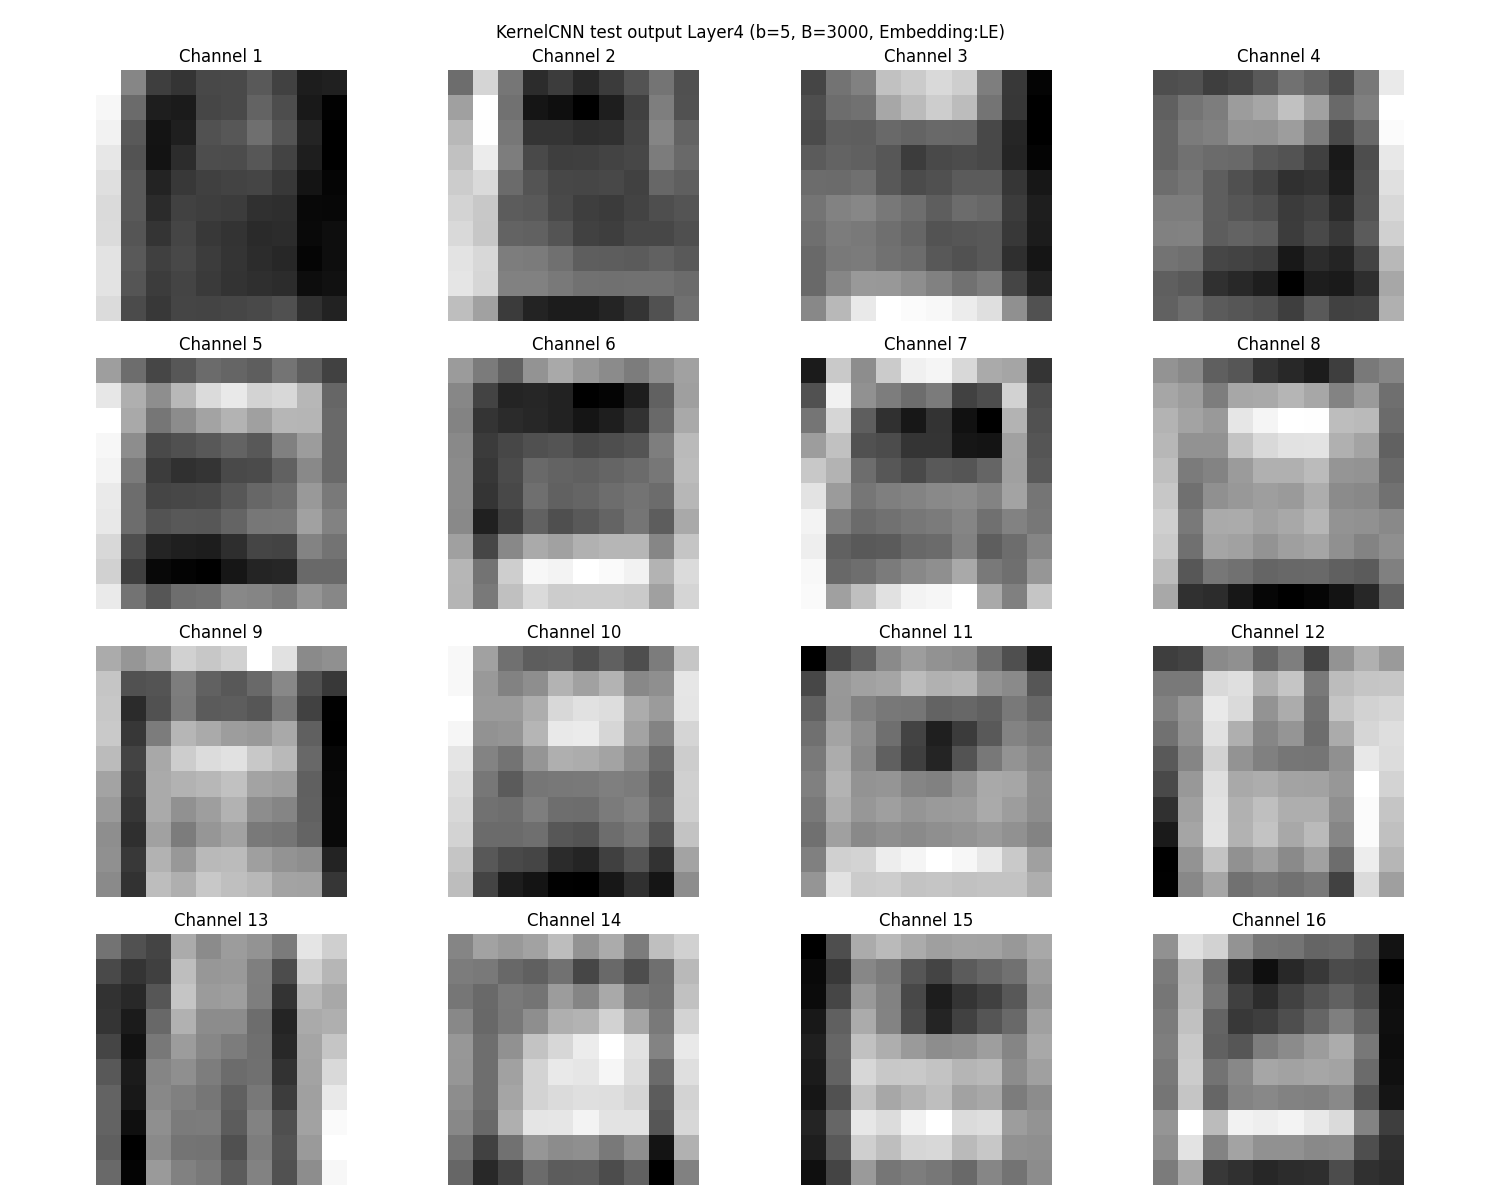 KernelCNN test output Layer4 (b=5, B=3000, Embedding:LE)
Channel 1
Channel 2
Channel 3
Channel 4
Channel 5
Channel 6
Channel 7
Channel 8
Channel 9
Channel 10
Channel 11
Channel 12
Channel 13
Channel 14
Channel 15
Channel 16